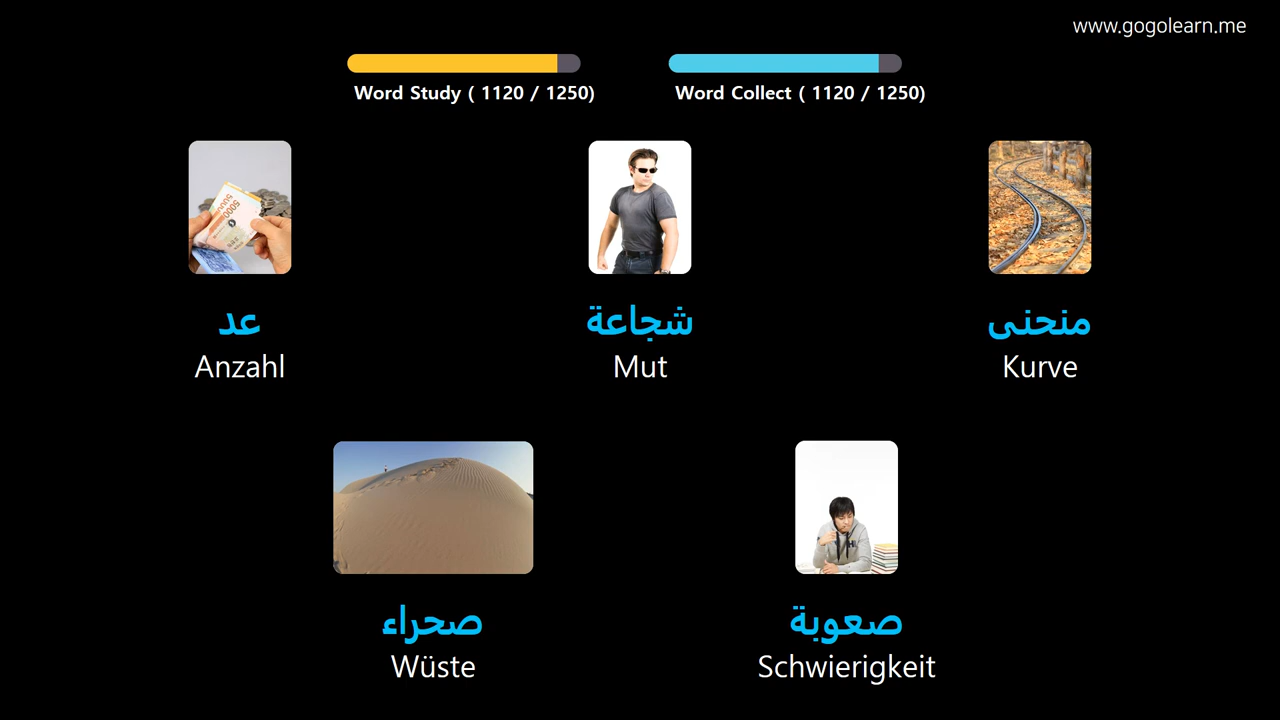 www.gogolearn.me
Word Study ( 1120 / 1250)
Word Collect ( 1120 / 1250)
عد
Anzahl
شجاعة
Mut
منحنى
Kurve
صحراء
Wüste
صعوبة
Schwierigkeit